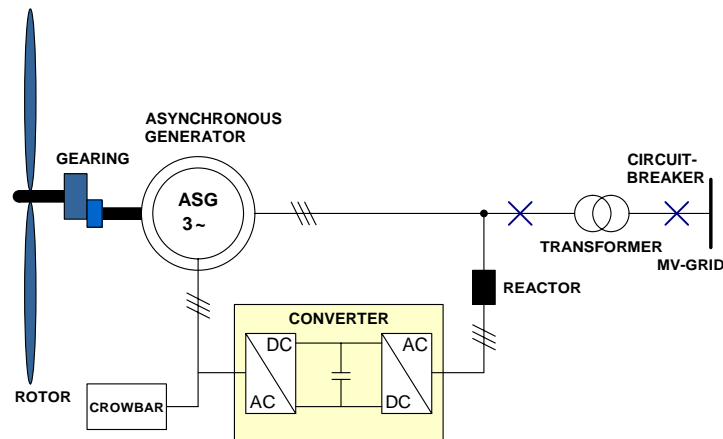 ASYNCHRONOUS
GENERATOR
GEARING
ASG
3 ~
CIRCUIT-
BREAKER
TRANSFORMER
MV-GRID
REACTOR
CONVERTER
DC
AC
AC
DC
ROTOR
CROWBAR